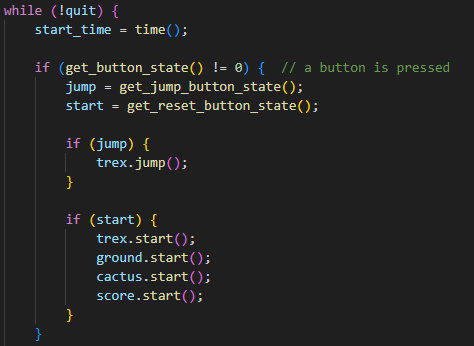 while (!quit) {
    start_time = time();

    if (get_button_state() != 0) {  // a button is pressed
        jump = get_jump_button_state();
        start = get_reset_button_state();

        if (jump) {
            trex.jump();
        }

        if (start) {
            trex.start();
            ground.start();
            cactus.start();
            score.start();
        }
    }